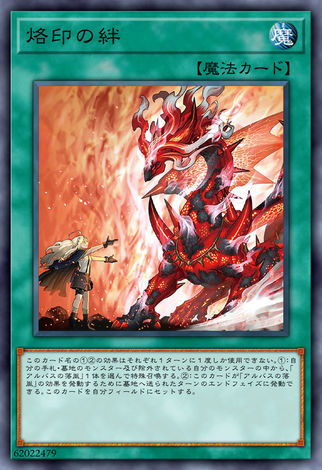 烙印の絆
魔
【魔法カード】
このカード名の①②の効果はそれぞれ１ターンに１度しか使用できない。①：自
分の手札・墓地のモンスター及び除外されている自分のモンスターの中から、「
アルバスの落胤」１体を選んで特殊召喚する。②：このカードが「アルバスの落
胤」の効果を発動するために墓地へ送られたターンのエンドフェイズに発動で
きる。このカードを自分フィールドにセットする。
62022479